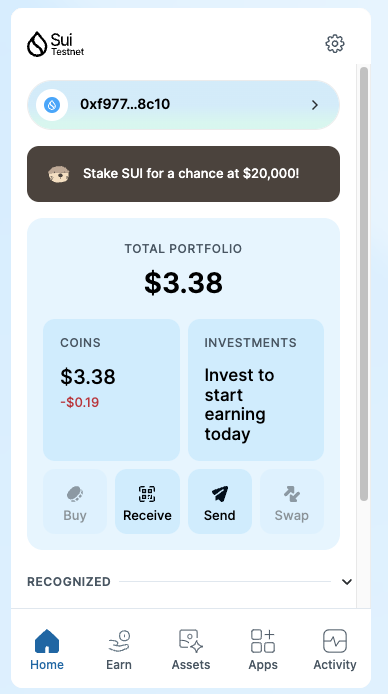 Sui
Testnet
0xf977...8c10
Stake SUI for a chance at $20,000!
TOTAL PORTFOLIO
$3.38
COINS
$3.38
-$0.19
INVESTMENTS
Invest to
start
earning
today
Buy
Receive
Send
Swap
RECOGNIZED
Home
Earn
Assets
Apps
Activity